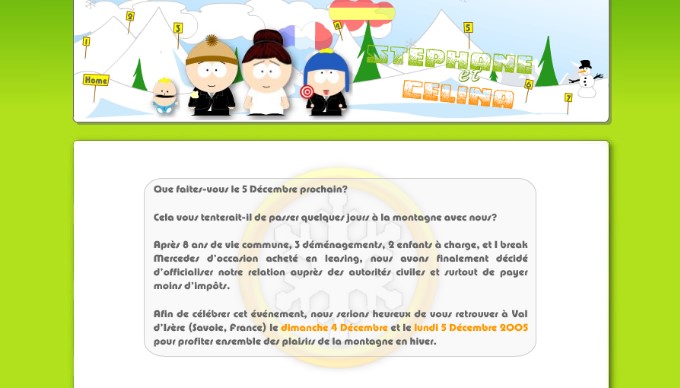 1
2
3
4
5
6
7
Home
STEPHANE
et
CELINA
Que faites-vous le 5 Décembre prochain?
Cela vous tenterait-il de passer quelques jours à la montagne avec nous?
Après 8 ans de vie commune, 3 déménagements, 2 enfants à charge, et 1 break
Mercedes d'occasion acheté en leasing, nous avons finalement décidé
d'officialiser notre relation auprès des autorités civiles et surtout de payer
moins d'impôts.
Afin de célébrer cet événement, nous serions heureux de vous retrouver à Val
d'Isère (Savoie, France) le dimanche 4 Décembre et le lundi 5 Décembre 2005
pour profiter ensemble des plaisirs de la montagne en hiver.